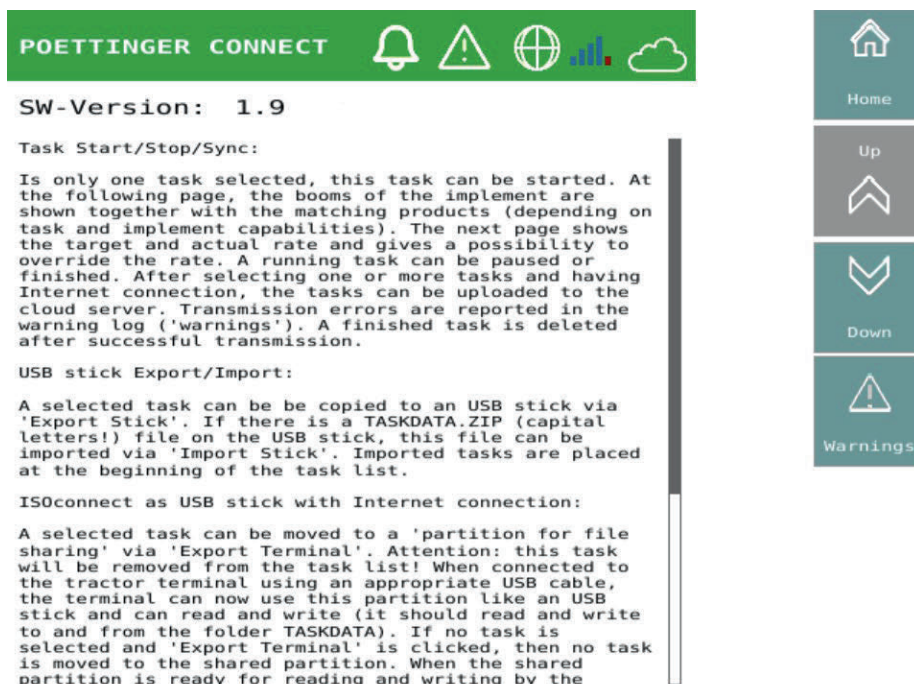 POETTINGER CONNECT
SW-Version: 1.9
Task Start/Stop/Sync:
Is only one task selected, this task can be started. At
the following page, the booms of the implement are
shown together with the matching products (depending on
task and implement capabilities). The next page shows
the target and actual rate and gives a possibility to
override the rate. A running task can be paused or
finished. After selecting one or more tasks and having
Internet connection, the tasks can be uploaded to the
cloud server. Transmission errors are reported in the
warning log ('warnings'). A finished task is deleted
after successful transmission.
USB stick Export/Import:
A selected task can be be copied to an USB stick via
'Export Stick'. If there is a TASKDATA.ZIP (capital
letters!) file on the USB stick, this file can be
imported via 'Import Stick'. Imported tasks are placed
at the beginning of the task list.
ISOconnect as USB stick with Internet connection:
A selected task can be moved to a 'partition for file
sharing' via 'Export Terminal'. Attention: this task
will be removed from the task list! When connected to
the tractor terminal using an appropriate USB cable,
the terminal can now use this partition like an USB
stick and can read and write (it should read and write
to and from the folder TASKDATA). If no task is
selected and 'Export Terminal' is clicked, then no task
is moved to the shared partition. When the shared
partition is ready for reading and writing by the
Home
Up
Down
Warnings